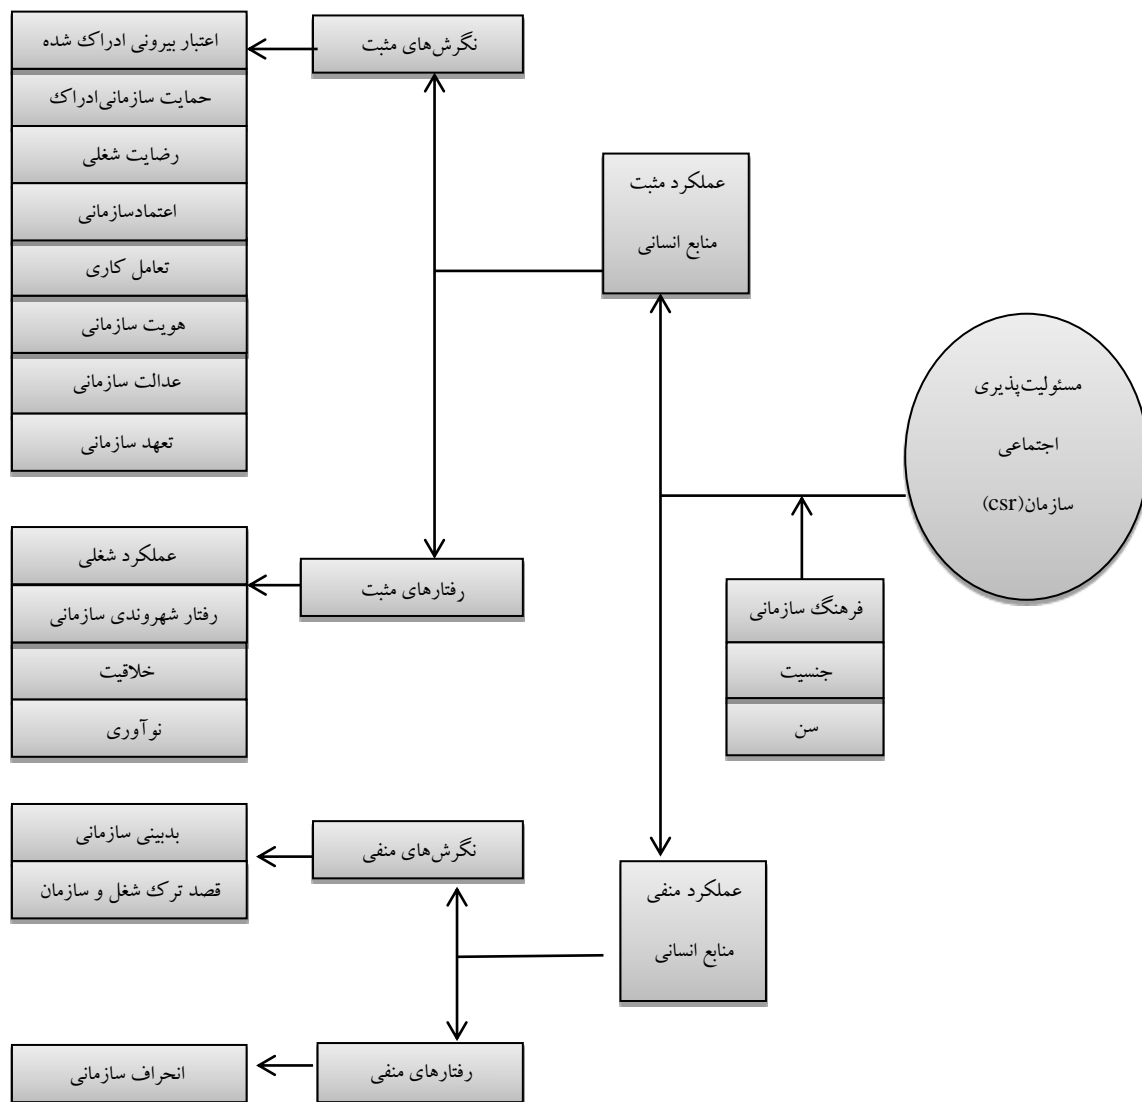 مسئولیت‌پذیری
اجتماعی
سازمان(csr)
فرهنگ سازمانی
جنسیت
سن
عملکرد مثبت
منابع انسانی
نگرش‌های مثبت
اعتبار بیرونی ادراک شده
حمایت سازمانی‌ادراک
رضایت شغلی
اعتمادسازمانی
تعامل کاری
هویت سازمانی
عدالت سازمانی
تعهد سازمانی
رفتارهای مثبت
عملکرد شغلی
رفتار شهروندی سازمانی
خلاقیت
نوآوری
عملکرد منفی
منابع انسانی
نگرش‌های منفی
بدبینی سازمانی
قصد ترک شغل و سازمان
رفتارهای منفی
انحراف سازمانی